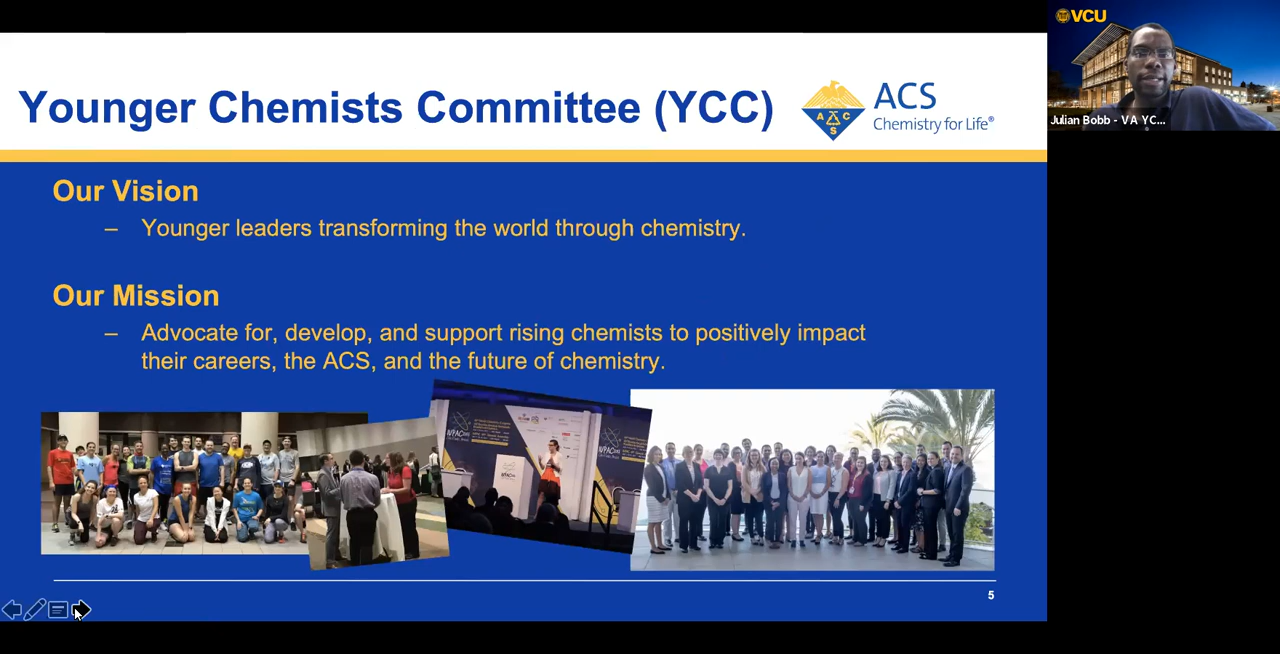 Younger Chemists Committee (YCC)
A C S
ACS
Chemistry for Life®
VCU
Julian Bobb - VA YC...
Our Vision
– Younger leaders transforming the world through chemistry.
Our Mission
– Advocate for, develop, and support rising chemists to positively impact
their careers, the ACS, and the future of chemistry.
5